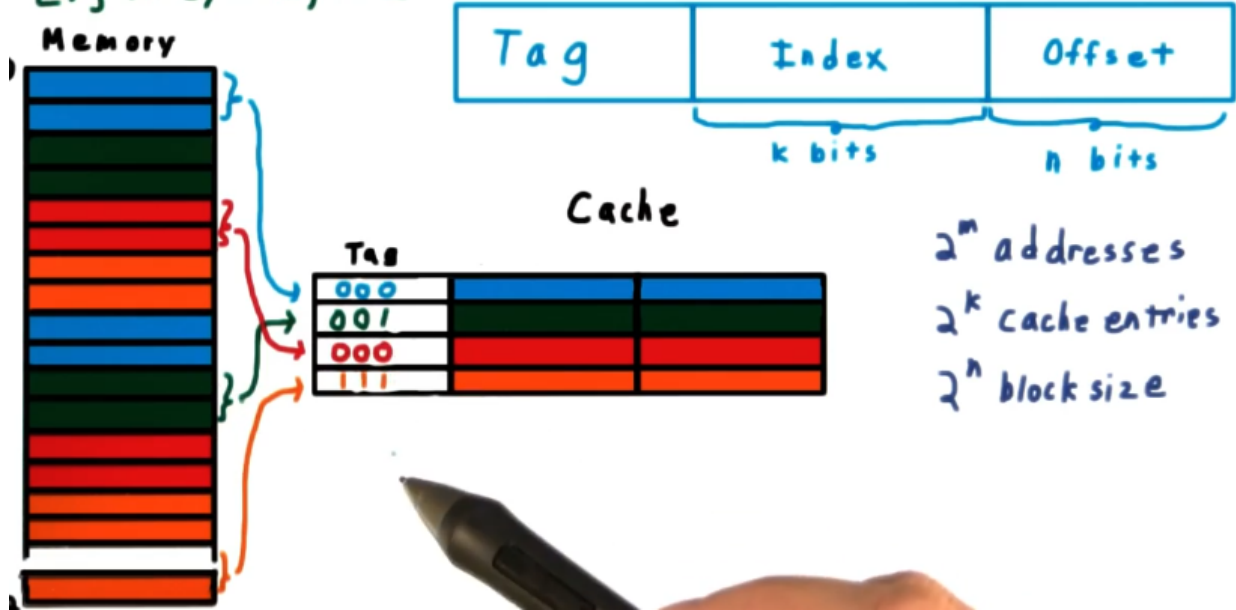 Memory
Tag Index Offset
k bits n bits
Cache
Tag
000
001
000
111
2^m addresses
2^k cache entries
2^n block size